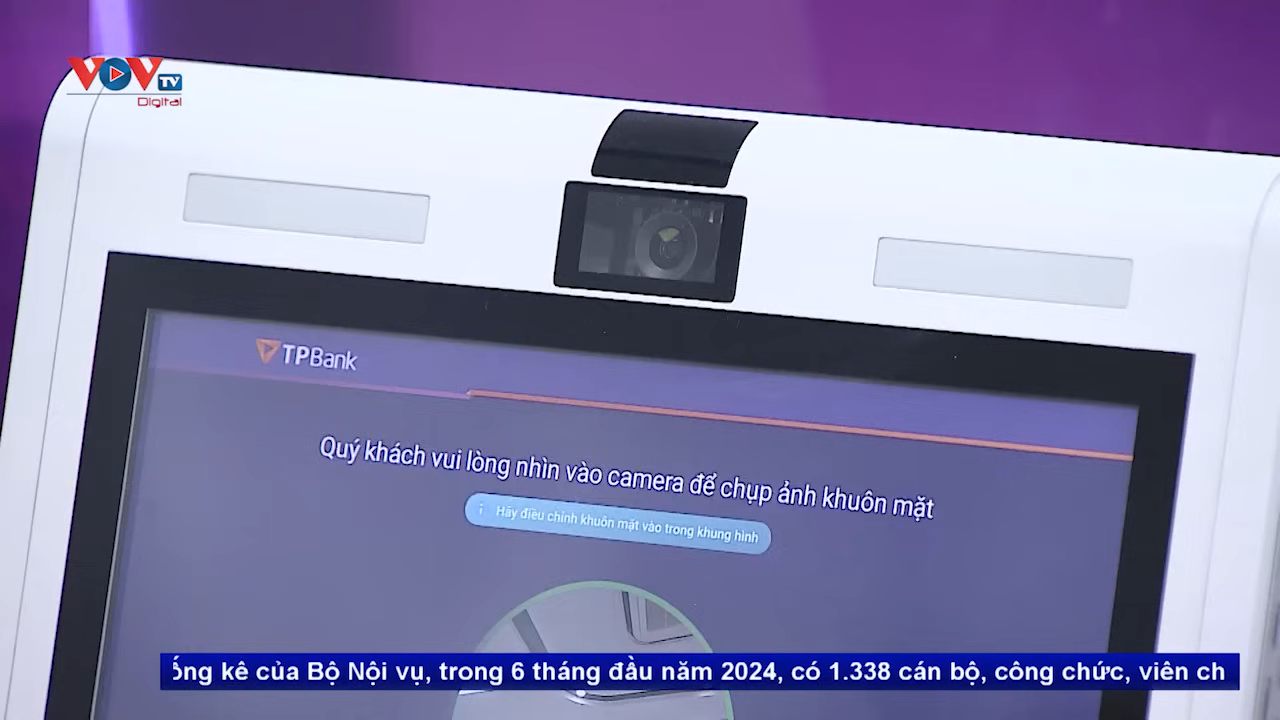 VOV TV
Digital
TPBank
Quý khách vui lòng nhìn vào camera để chụp ảnh khuôn mặt
i Hãy điều chỉnh khuôn mặt vào trong khung hình
ống kê của Bộ Nội vụ, trong 6 tháng đầu năm 2024, có 1.338 cán bộ, công chức, viên ch